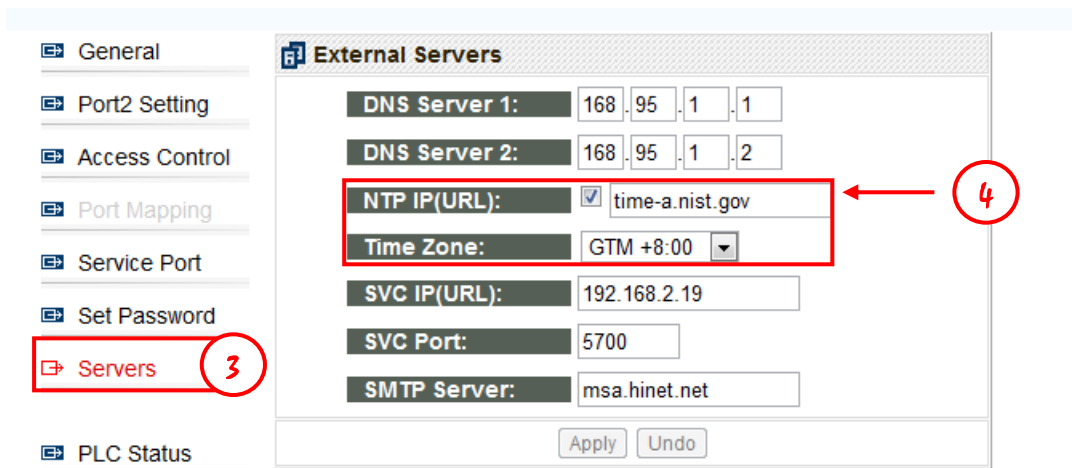 General
Port2 Setting
Access Control
Port Mapping
Service Port
Set Password
Servers
3
PLC Status
External Servers
DNS Server 1: 168 . 95 . 1 . 1
DNS Server 2: 168 . 95 . 1 . 2
NTP IP(URL): time-a.nist.gov
Time Zone: GTM +8:00
4
SVC IP(URL): 192.168.2.19
SVC Port: 5700
SMTP Server: msa.hinet.net
Apply Undo